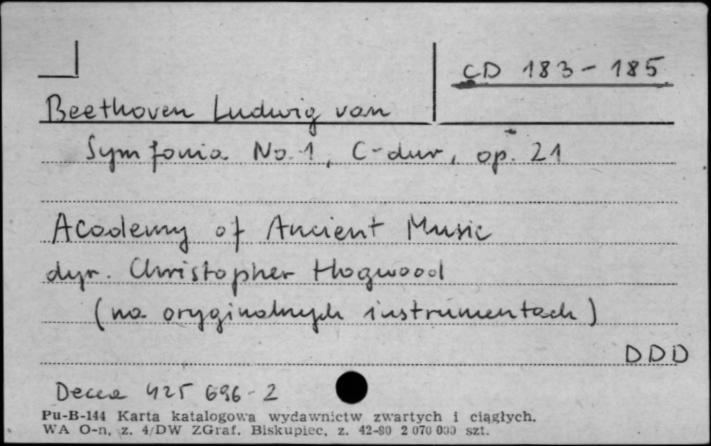 CD 183-185
Beethoven Ludwig van
Symfonia No. 1, C-dur, op. 21
Academy of Ancient Music
dyr. Christopher Hogwood
(na oryginalnych instrumentach)
DDD
Decca 425 696-2
Pu-B-144 Karta katalogowa wydawnictw zwartych i ciągłych.
WA O-n, z. 4/DW ZGraf. Biskupiec, z. 42-80 2 070 000 szt.